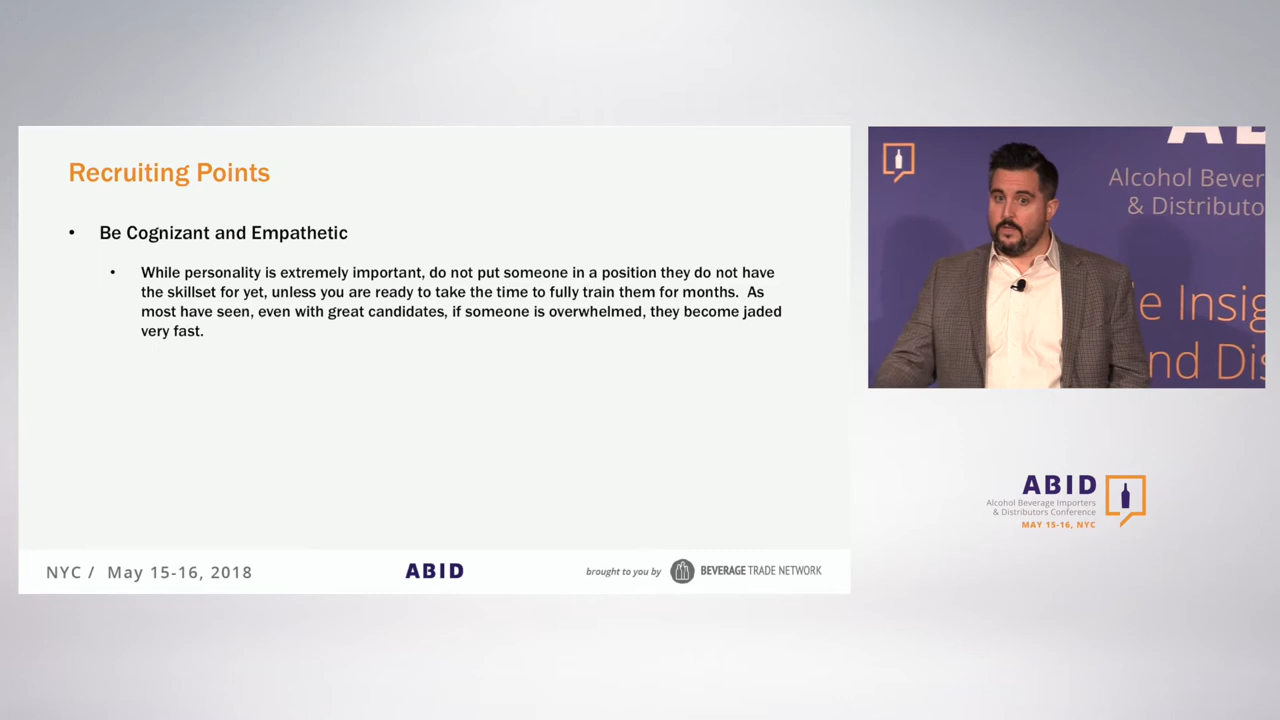 Recruiting Points
• Be Cognizant and Empathetic
• While personality is extremely important, do not put someone in a position they do not have
the skillset for yet, unless you are ready to take the time to fully train them for months. As
most have seen, even with great candidates, if someone is overwhelmed, they become jaded
very fast.
NYC / May 15-16, 2018
ABID
brought to you by
BEVERAGE TRADE NETWORK
Alcohol Bever
& Distributo
e Insig
nd Dis
ABID
Alcohol Beverage Importers
& Distributors Conference
MAY 15-16, NYC